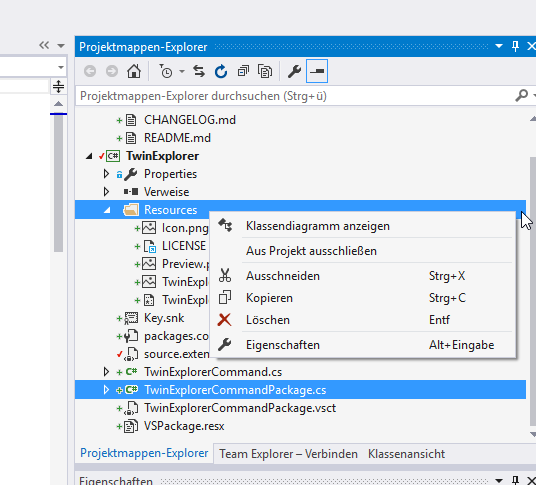 Projektmappen-Explorer
Projektmappen-Explorer durchsuchen (Strg+ü)
CHANGELOG.md
README.md
C# TwinExplorer
Properties
Verweise
Resources
Icon.png
LICENSE
Preview.p
TwinExpl
TwinExpl
Klassendiagramm anzeigen
Aus Projekt ausschließen
Ausschneiden Strg+X
Kopieren Strg+C
Löschen Entf
Eigenschaften Alt+Eingabe
Key.snk
packages.co
source.exten
C# TwinExplorerCommand.cs
C# TwinExplorerCommandPackage.cs
TwinExplorerCommandPackage.vsct
VSPackage.resx
Projektmappen-Explorer Team Explorer – Verbinden Klassenansicht
Eigenschaften